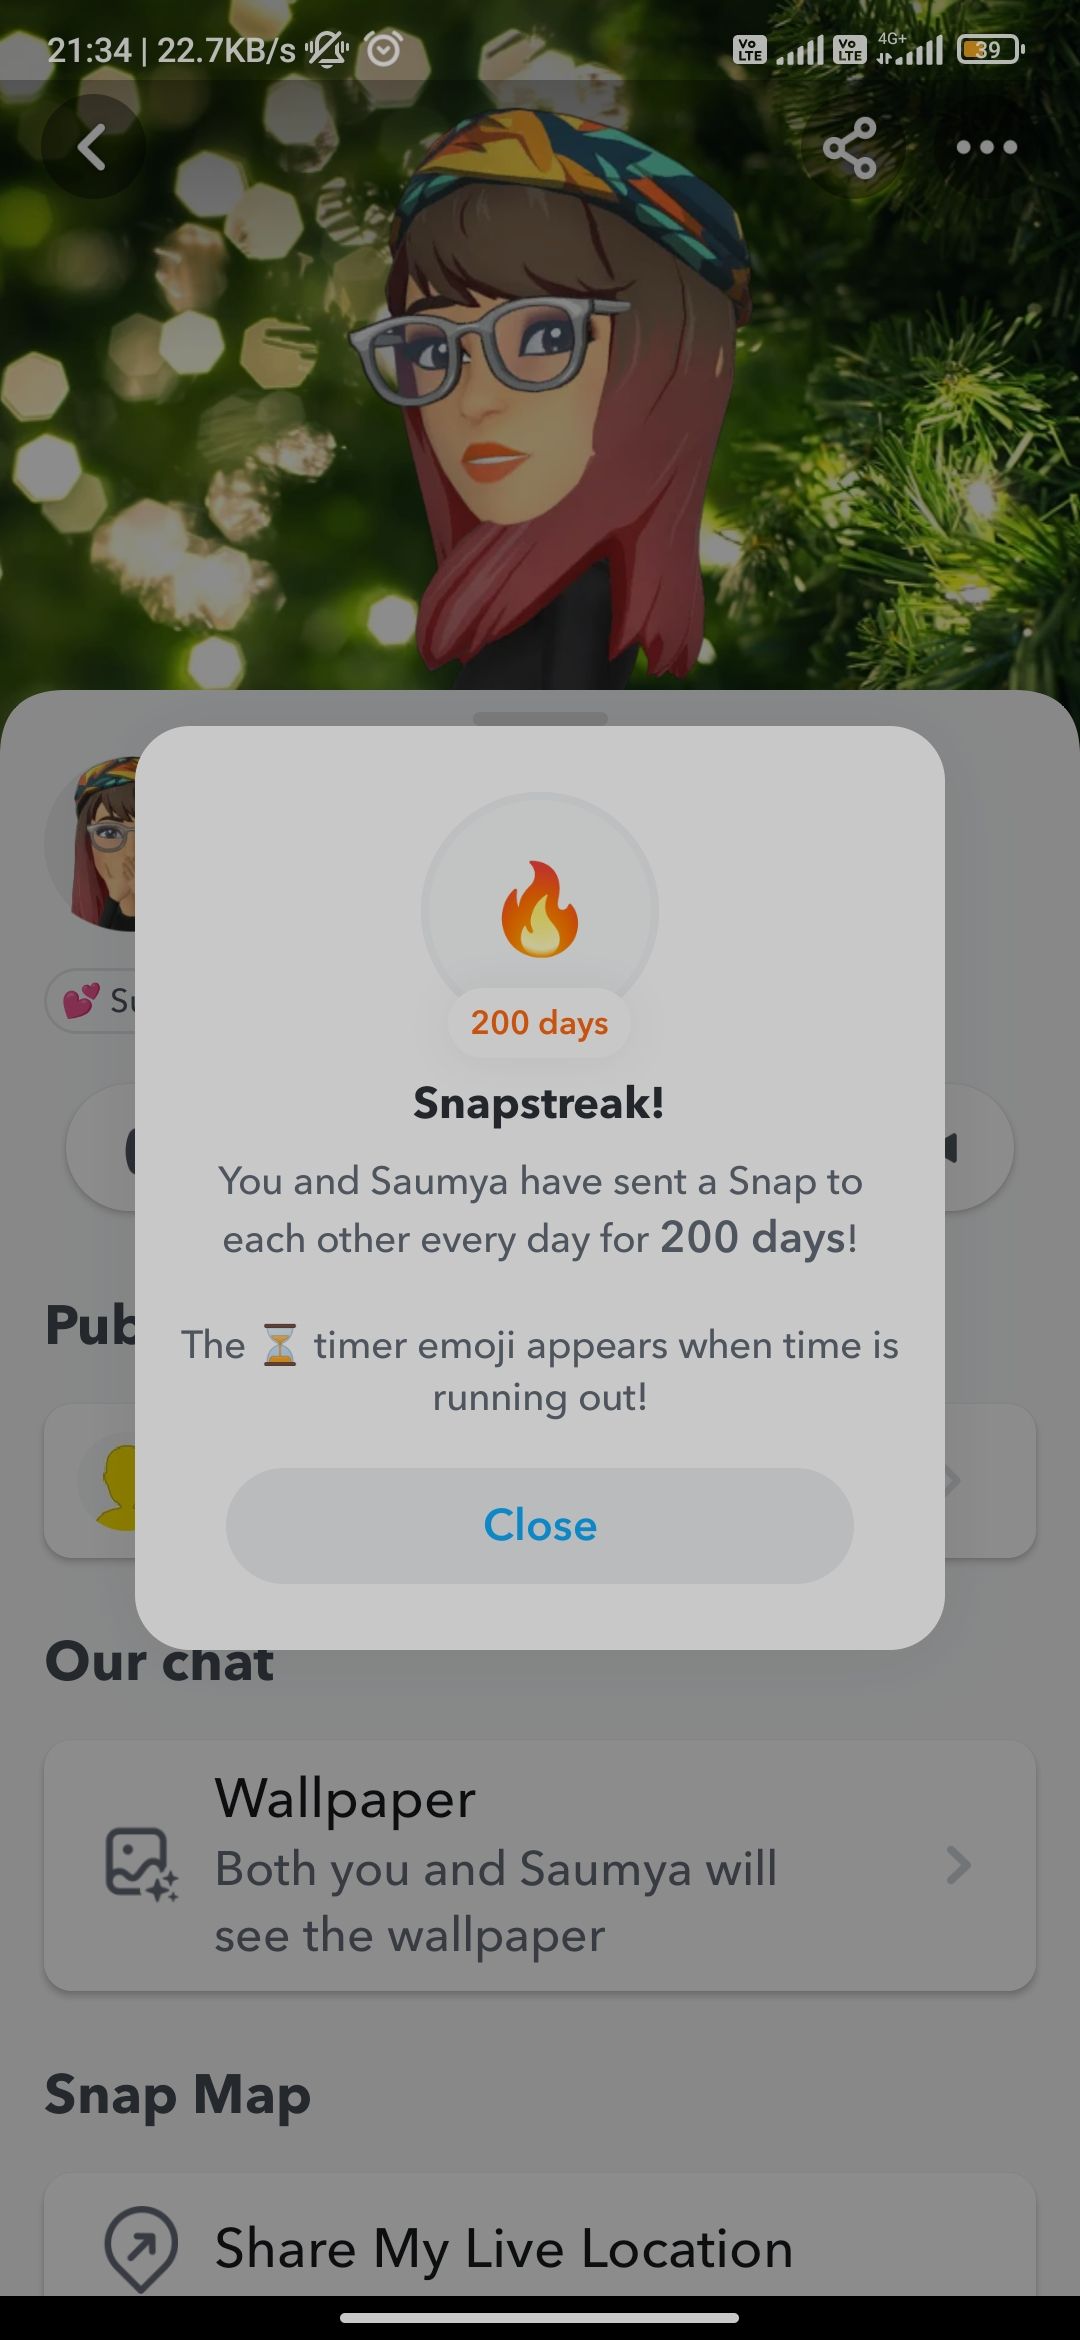 21:34 | 22.7KB/s
Vo LTE
Vo LTE
4G+
39
200 days
Snapstreak!
You and Saumya have sent a Snap to
each other every day for 200 days!
The ⏳ timer emoji appears when time is
running out!
Close
Our chat
Wallpaper
Both you and Saumya will
see the wallpaper
Snap Map
Share My Live Location